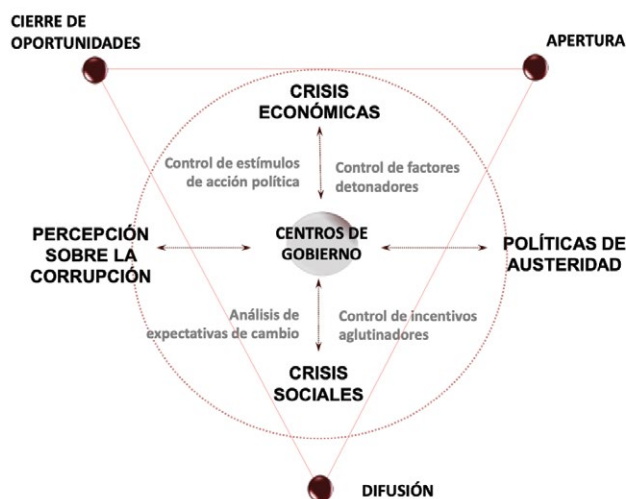 CIERRE DE
OPORTUNIDADES
APERTURA
CRISIS
ECONÓMICAS
Control de estímulos
de acción política
Control de factores
detonadores
PERCEPCIÓN
SOBRE LA
CORRUPCIÓN
CENTROS DE
GOBIERNO
POLÍTICAS DE
AUSTERIDAD
Análisis de
expectativas de cambio
Control de incentivos
aglutinadores
CRISIS
SOCIALES
DIFUSIÓN